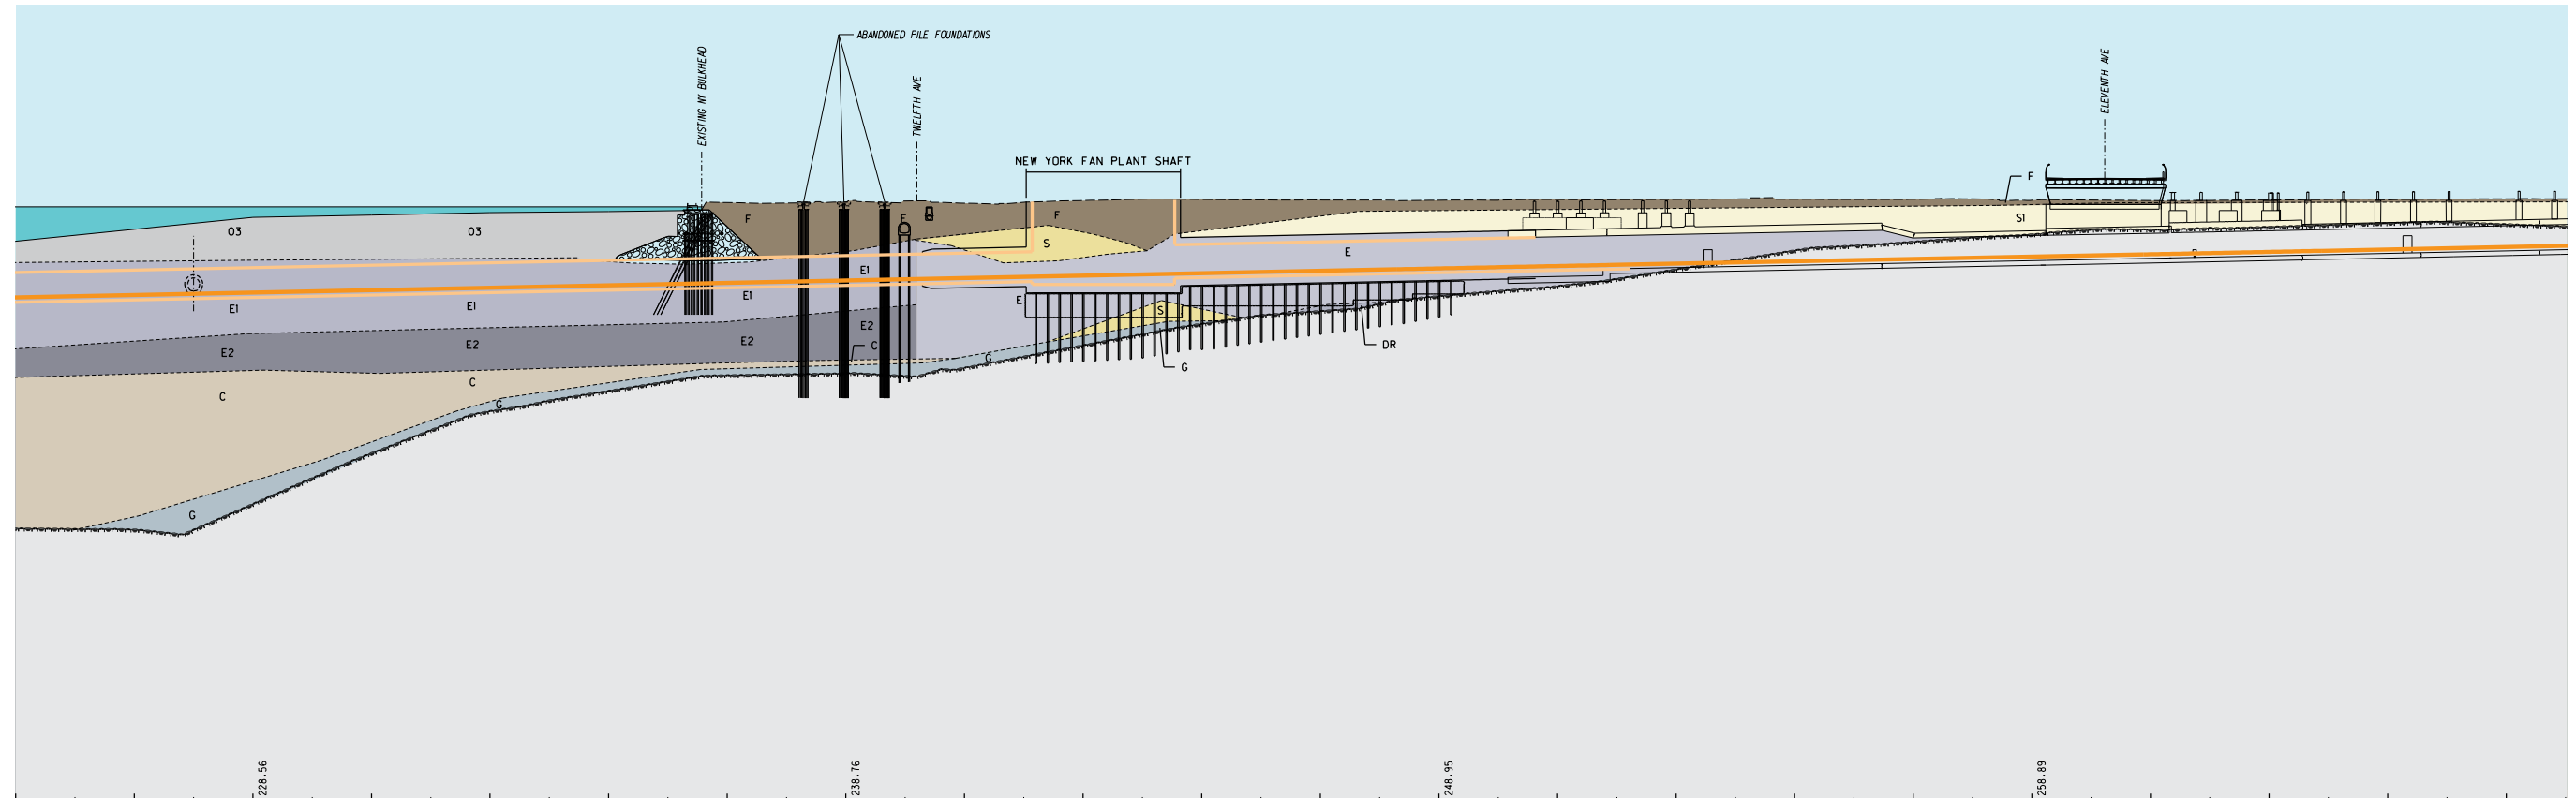 ABANDONED PILE FOUNDATIONS
EXISTING NY BULKHEAD
TWELFTH AVE
ELEVENTH AVE
NEW YORK FAN PLANT SHAFT
F
F
F
F
S1
O3
O3
S
E
E1
E1
E1
E1
E
S
E2
E2
E2
E2
C
DR
G
G
C
C
G
G
228.56
238.76
248.95
258.89